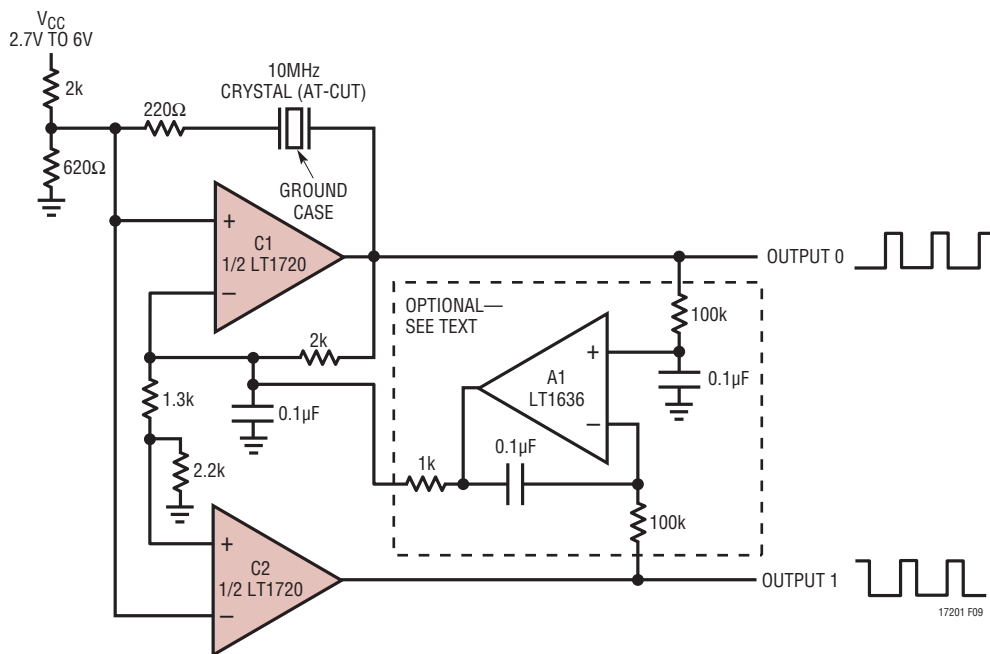 VCC
2.7V TO 6V
2k
620Ω
220Ω
10MHz
CRYSTAL (AT-CUT)
GROUND
CASE
+
C1
1/2 LT1720
−
OUTPUT 0
OPTIONAL—
SEE TEXT
100k
2k
+
A1
LT1636
−
0.1µF
1.3k
0.1µF
0.1µF
1k
2.2k
100k
+
C2
1/2 LT1720
−
OUTPUT 1
17201 F09